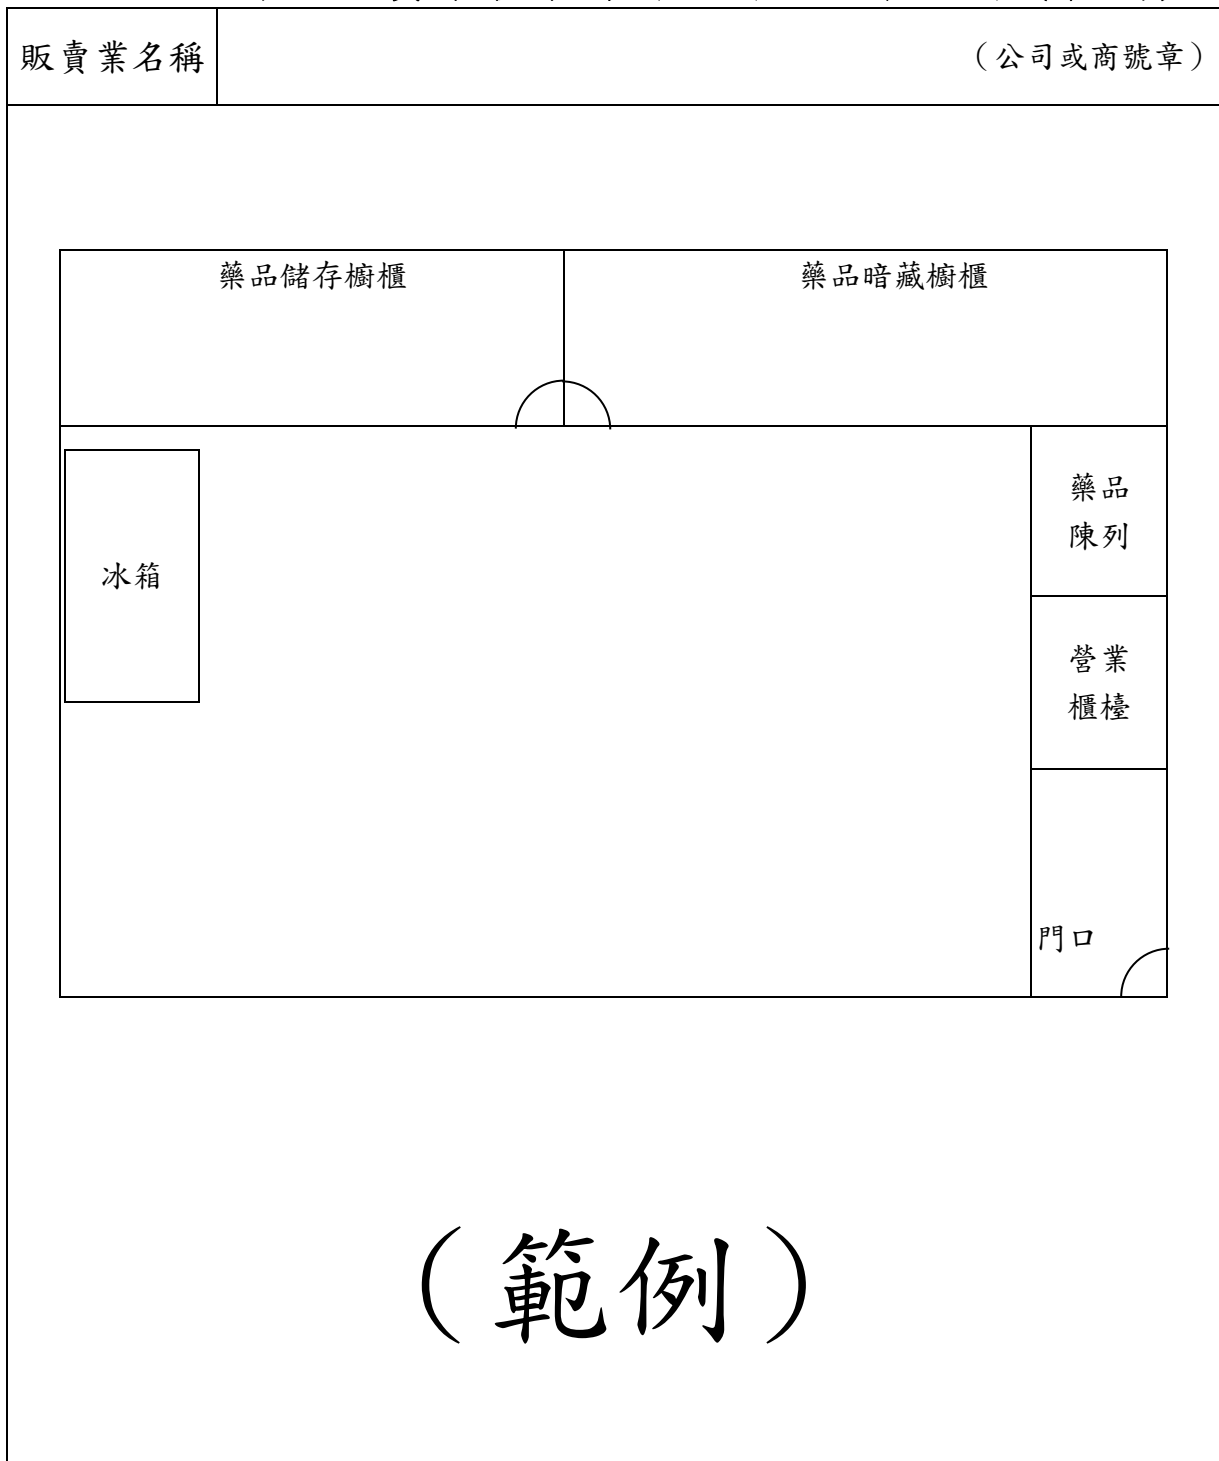 販賣業名稱
（公司或商號章）
藥品儲存櫥櫃
藥品暗藏櫥櫃
冰箱
藥品
陳列
營業
櫃檯
門口
（範例）